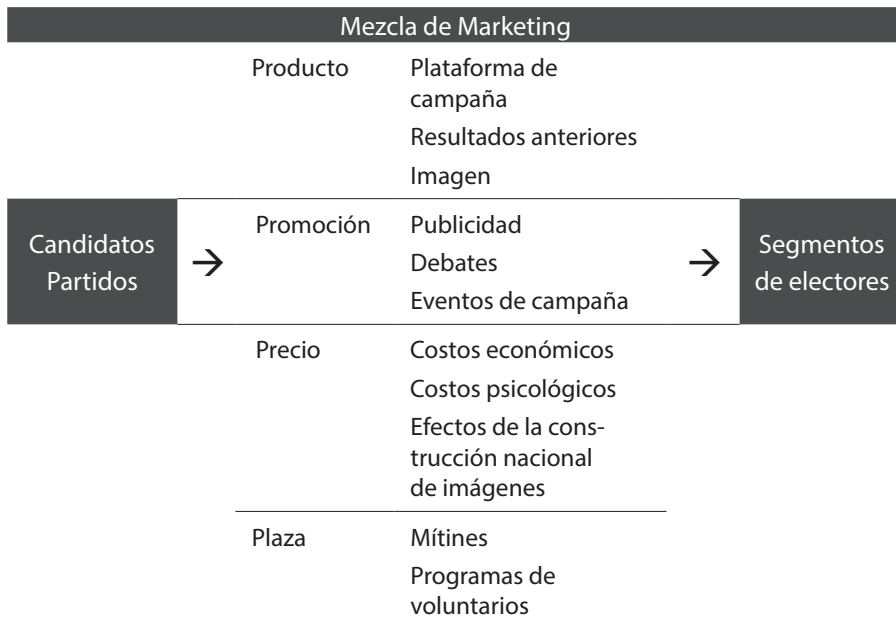 Mezcla de Marketing
Producto Plataforma de
campaña
Resultados anteriores
Imagen
Candidatos
Partidos
→
Promoción Publicidad
Debates
Eventos de campaña
→
Segmentos
de electores
Precio Costos económicos
Costos psicológicos
Efectos de la cons-
trucción nacional
de imágenes
Plaza Mítines
Programas de
voluntarios